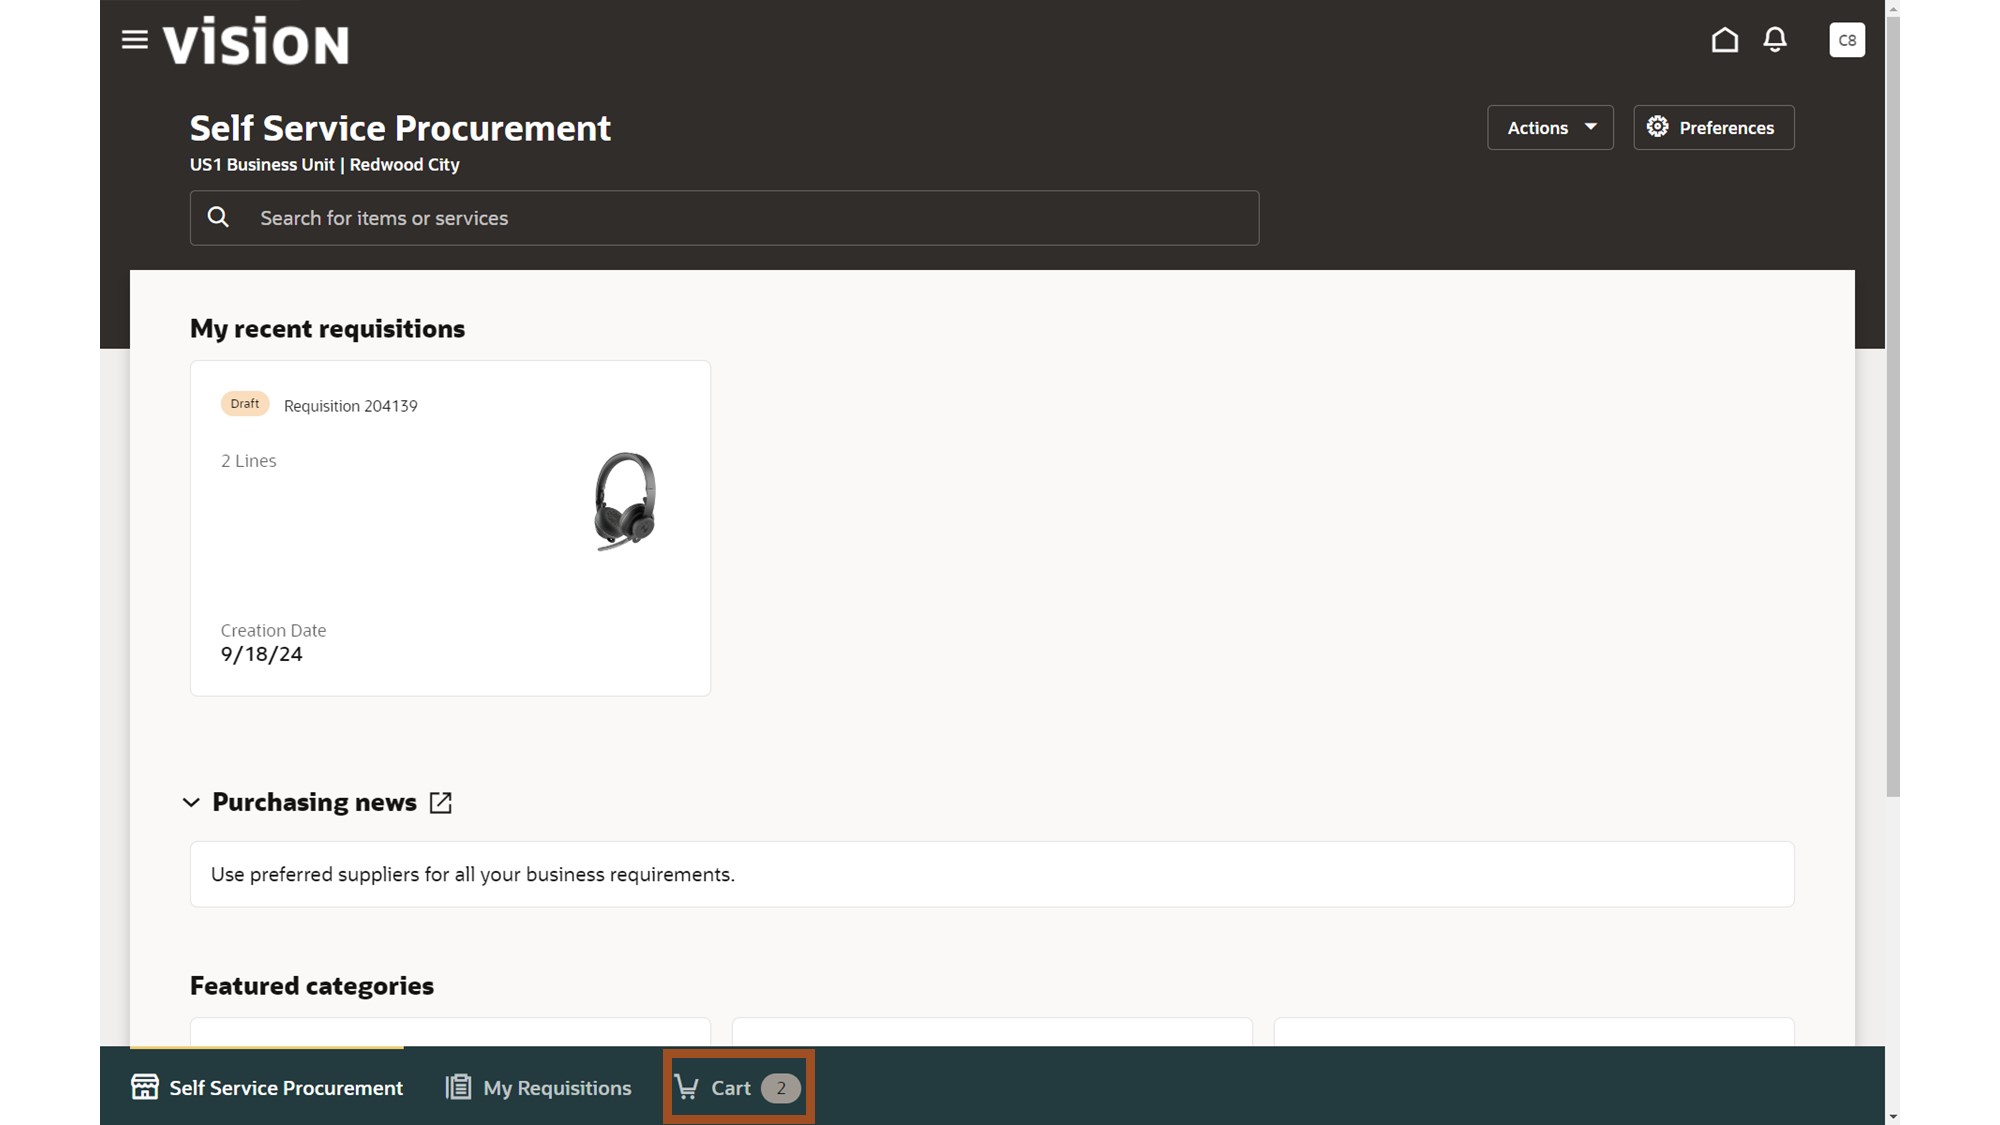 vision
C8
Self Service Procurement
Actions
Preferences
US1 Business Unit | Redwood City
Search for items or services
My recent requisitions
Draft Requisition 204139
2 Lines
Creation Date
9/18/24
Purchasing news
Use preferred suppliers for all your business requirements.
Featured categories
Self Service Procurement
My Requisitions
Cart 2